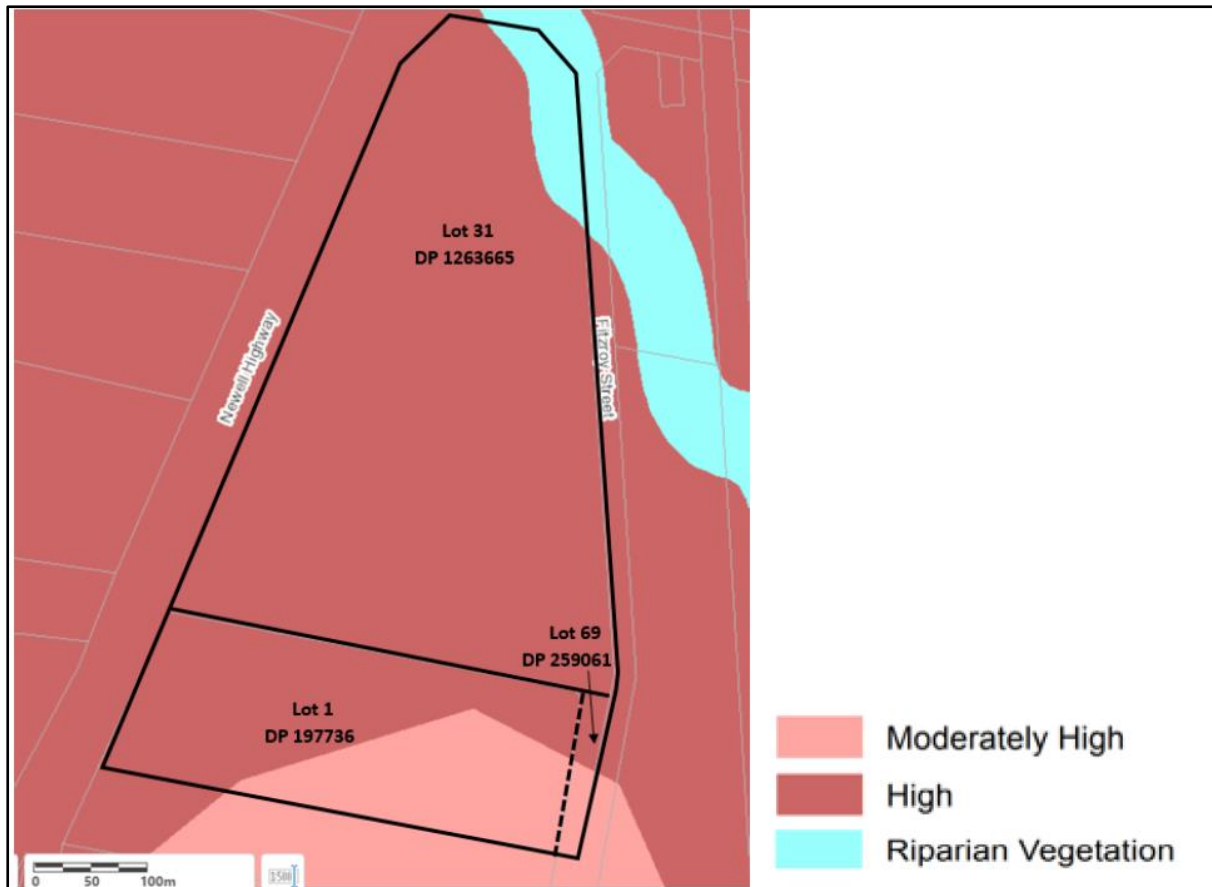 Lot 31
DP 1263665
Newell Highway
Fitzroy Street
Lot 69
DP 259061
Lot 1
DP 197736
Moderately High
High
Riparian Vegetation
0 50 100m